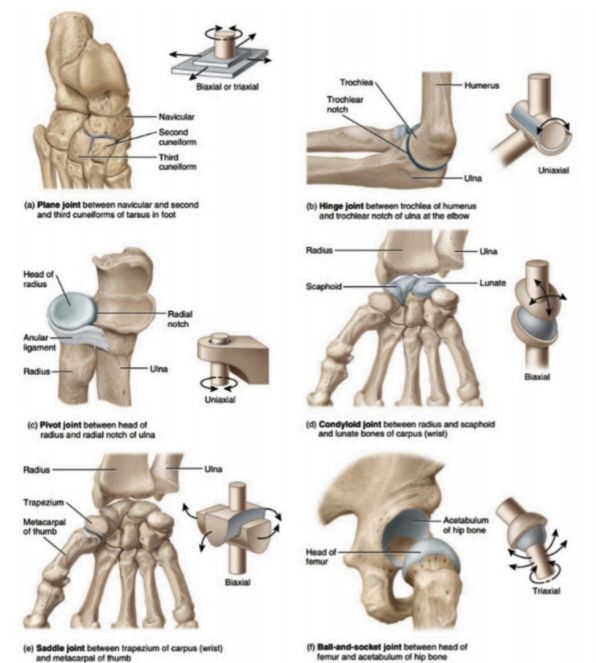 Biaxial or triaxial
Navicular
Second
cuneiform
Third
cuneiform
(a) Plane joint between navicular and second
and third cuneiforms of tarsus in foot
Trochlea
Humerus
Trochlear
notch
Ulna
Uniaxial
(b) Hinge joint between trochlea of humerus
and trochlear notch of ulna at the elbow
Head of
radius
Radial
notch
Anular
ligament
Radius
Ulna
Uniaxial
(c) Pivot joint between head of
radius and radial notch of ulna
Radius
Ulna
Scaphoid
Lunate
Biaxial
(d) Condyloid joint between radius and scaphoid
and lunate bones of carpus (wrist)
Radius
Ulna
Trapezium
Metacarpal
of thumb
Biaxial
(e) Saddle joint between trapezium of carpus (wrist)
and metacarpal of thumb
Acetabulum
of hip bone
Head of
femur
Triaxial
(f) Ball-and-socket joint between head of
femur and acetabulum of hip bone